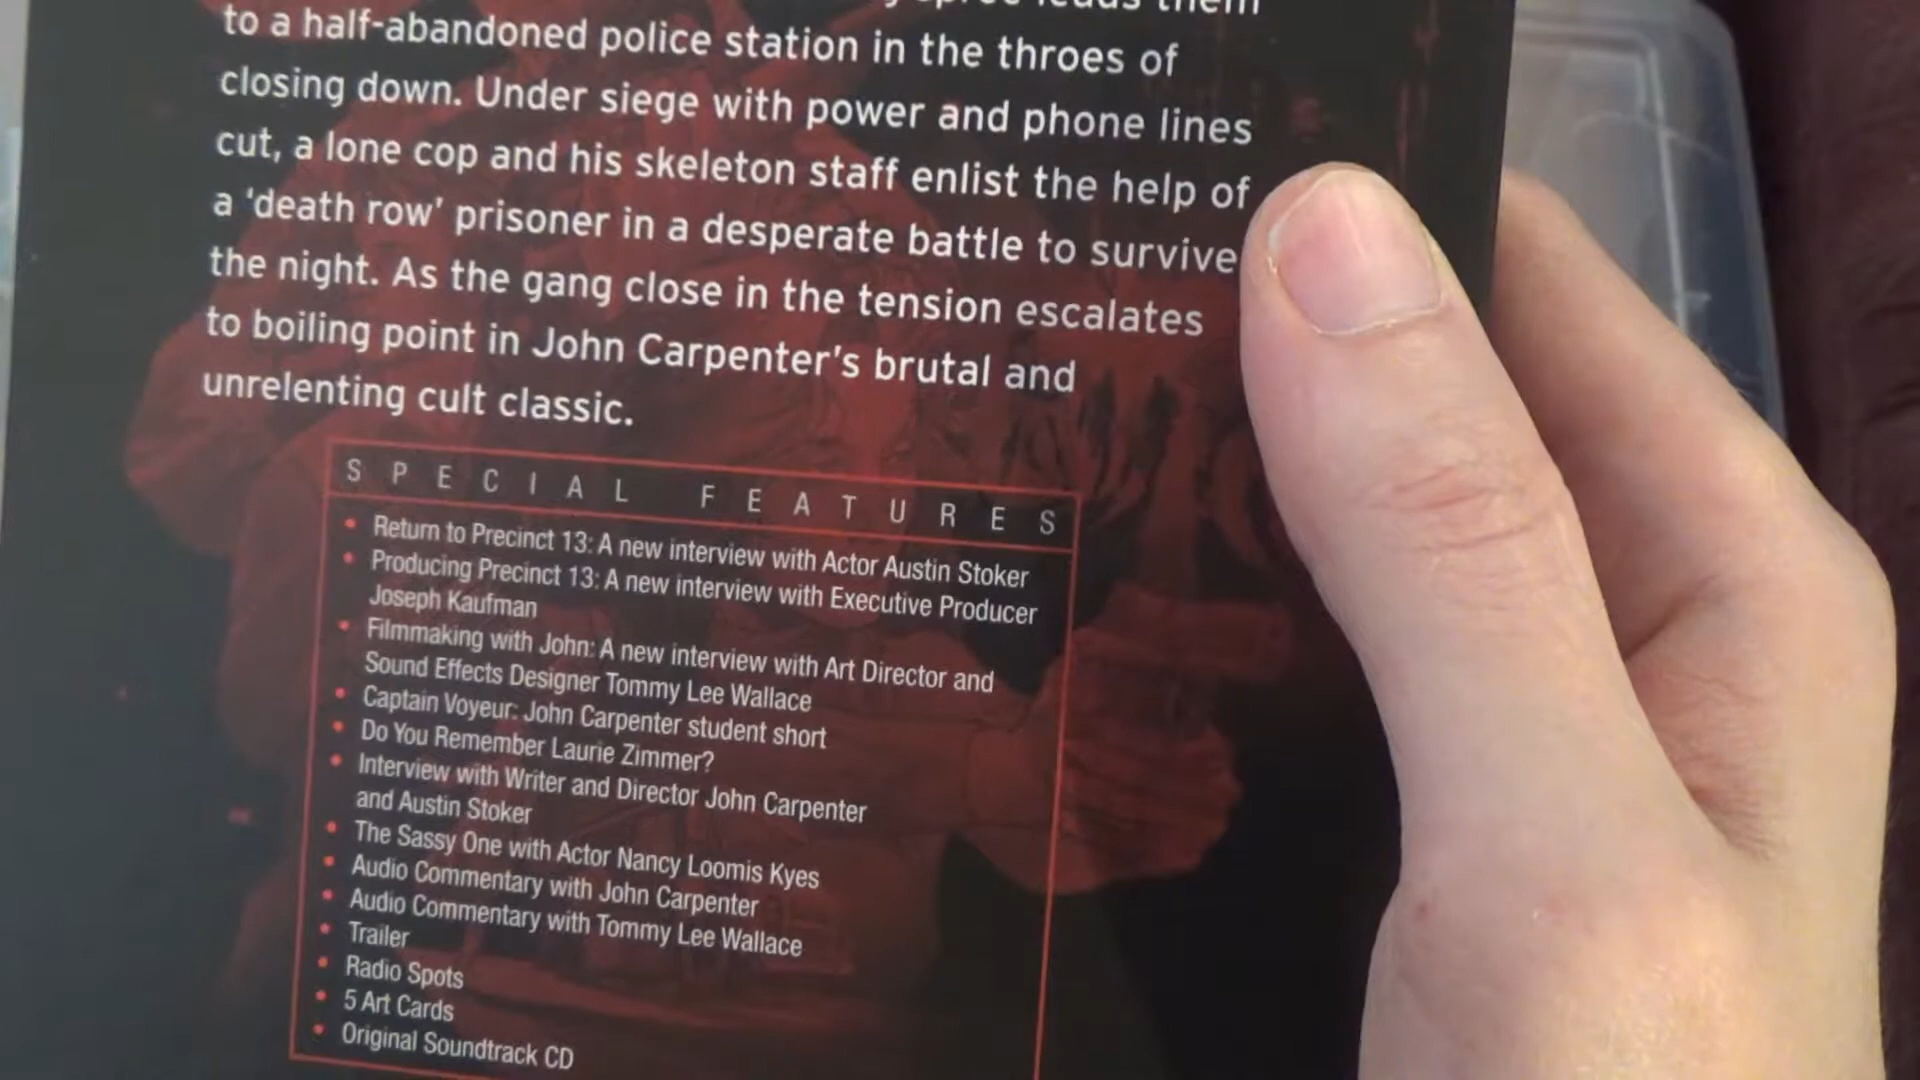 leads them
to a half-abandoned police station in the throes of
closing down. Under siege with power and phone lines
cut, a lone cop and his skeleton staff enlist the help of
a ‘death row’ prisoner in a desperate battle to survive
the night. As the gang close in the tension escalates
to boiling point in John Carpenter’s brutal and
unrelenting cult classic.
SPECIAL FEATURES
• Return to Precinct 13: A new interview with Actor Austin Stoker
• Producing Precinct 13: A new interview with Executive Producer
Joseph Kaufman
• Filmmaking with John: A new interview with Art Director and
Sound Effects Designer Tommy Lee Wallace
• Captain Voyeur: John Carpenter student short
• Do You Remember Laurie Zimmer?
• Interview with Writer and Director John Carpenter
and Austin Stoker
• The Sassy One with Actor Nancy Loomis Kyes
• Audio Commentary with John Carpenter
• Audio Commentary with Tommy Lee Wallace
• Trailer
• Radio Spots
• 5 Art Cards
• Original Soundtrack CD